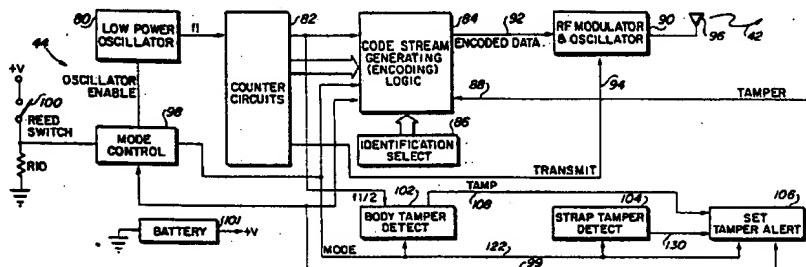 80
LOW POWER
OSCILLATOR
f1
82
84
92
90
44
COUNTER
CIRCUITS
CODE STREAM
GENERATING
(ENCODING)
LOGIC
ENCODED DATA
RF MODULATOR
& OSCILLATOR
96
42
+V
OSCILLATOR
ENABLE
100
REED
SWITCH
98
MODE
CONTROL
88
94
TAMPER
86
IDENTIFICATION
SELECT
R10
TRANSMIT
102
TAMP
108
104
106
f1/2
BODY TAMPER
DETECT
STRAP TAMPER
DETECT
SET
TAMPER ALERT
BATTERY
101
+V
MODE
122
130
99